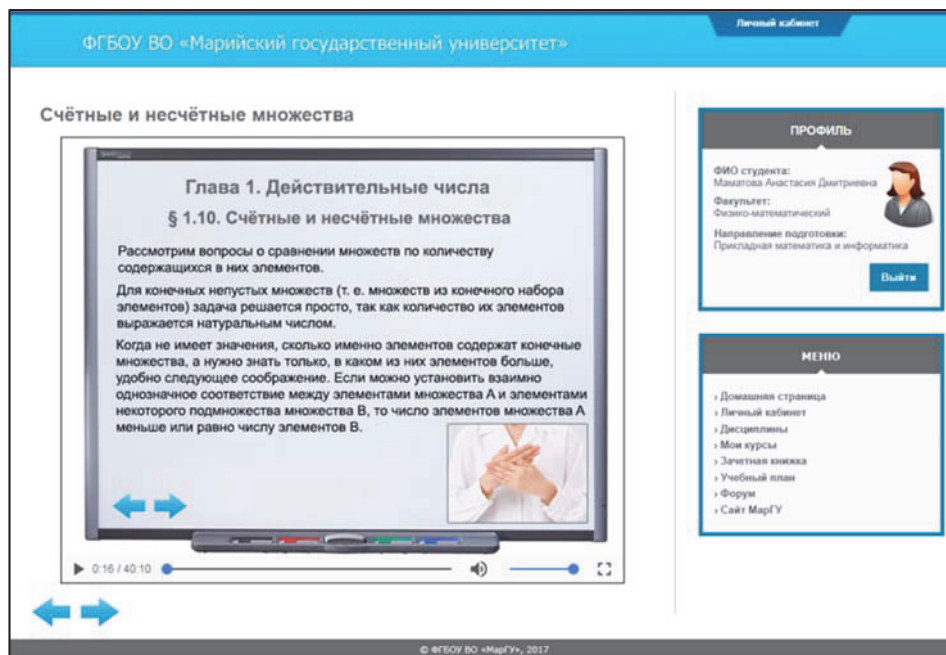 Личный кабинет
ФГБОУ ВО «Марийский государственный университет»
Счётные и несчётные множества
Глава 1. Действительные числа
§ 1.10. Счётные и несчётные множества
Рассмотрим вопросы о сравнении множеств по количеству
содержащихся в них элементов.
Для конечных непустых множеств (т. е. множеств из конечного набора
элементов) задача решается просто, так как количество их элементов
выражается натуральным числом.
Когда не имеет значения, сколько именно элементов содержат конечные
множества, а нужно знать только, в каком из них элементов больше,
удобно следующее соображение. Если можно установить взаимно
однозначное соответствие между элементами множества А и элементами
некоторого подмножества множества В, то число элементов множества А
меньше или равно числу элементов В.
0:16 / 40:10
ПРОФИЛЬ
ФИО студента:
Маматова Анастасия Дмитриевна
Факультет:
Физико-математический
Направление подготовки:
Прикладная математика и информатика
Выйти
МЕНЮ
› Домашняя страница
› Личный кабинет
› Дисциплины
› Мои курсы
› Зачетная книжка
› Учебный план
› Форум
› Сайт МарГУ
© ФГБОУ ВО «МарГУ», 2017